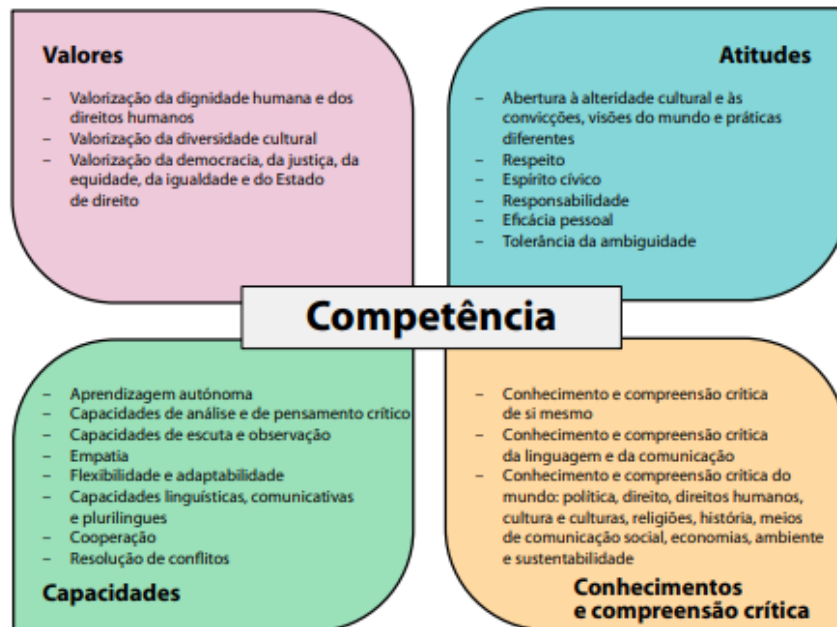 Valores
– Valorização da dignidade humana e dos
direitos humanos
– Valorização da diversidade cultural
– Valorização da democracia, da justiça, da
equidade, da igualdade e do Estado
de direito
Atitudes
– Abertura à alteridade cultural e às
convicções, visões do mundo e práticas
diferentes
– Respeito
– Espírito cívico
– Responsabilidade
– Eficácia pessoal
– Tolerância da ambiguidade
Competência
– Aprendizagem autónoma
– Capacidades de análise e de pensamento crítico
– Capacidades de escuta e observação
– Empatia
– Flexibilidade e adaptabilidade
– Capacidades linguísticas, comunicativas
e plurilingues
– Cooperação
– Resolução de conflitos
Capacidades
– Conhecimento e compreensão crítica
de si mesmo
– Conhecimento e compreensão crítica
da linguagem e da comunicação
– Conhecimento e compreensão crítica do
mundo: política, direito, direitos humanos,
cultura e culturas, religiões, história, meios
de comunicação social, economias, ambiente
e sustentabilidade
Conhecimentos
e compreensão crítica